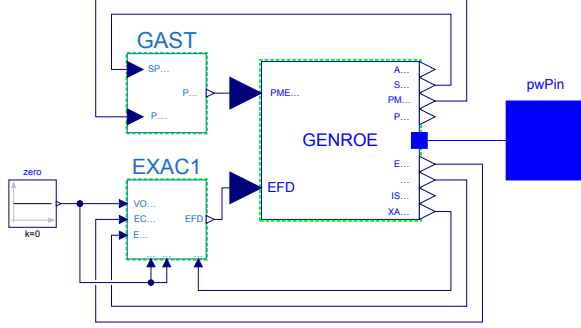 GAST
SP...
P...
P...
PME...
GENROE
A...
S...
PM...
P...
E...
...
IS...
XA...
pwPin
EXAC1
VO...
EC...
E...
EFD
... ... ...
EFD
zero
k=0